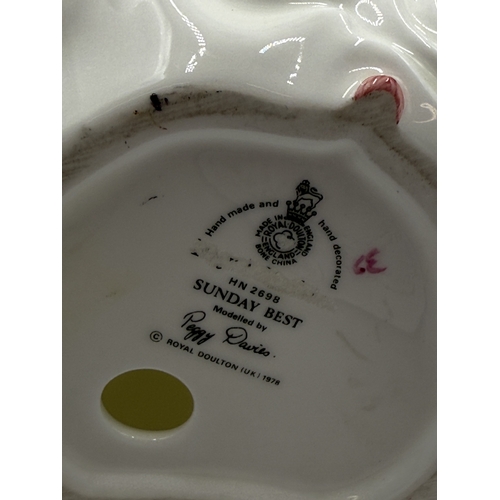 Hand made and hand decorated
MADE IN ENGLAND
ROYAL DOULTON
ENGLAND
BONE CHINA
HN 2698
SUNDAY BEST
Modelled by
Peggy Davies.
© ROYAL DOULTON (UK) 1978